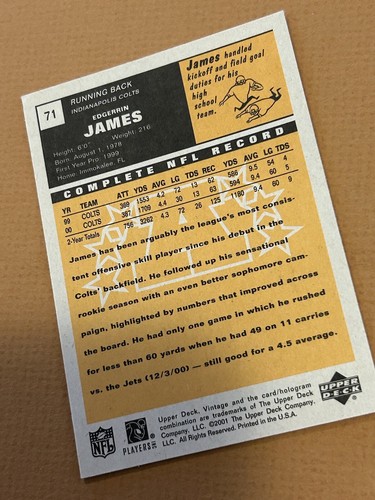 71
RUNNING BACK
INDIANAPOLIS COLTS
EDGERRIN
JAMES
Height: 6'0" Weight: 216
Born: August 1, 1978
First Year Pro: 1999
Home: Immokalee, FL
James handled
kickoff and field goal
duties for his
high
school
team.
COMPLETE NFL RECORD
YR TEAM ATT YDS AVG LG TDS REC YDS AVG LG TDS
99 COLTS 369 1553 4.2 72 13 62 586 9.5 54 4
00 COLTS 387 1709 4.4 30 13 63 594 9.4 60 5
2-Year Totals 756 3262 4.3 72 26 125 1180 9.4 60 9
James has been arguably the league's most consis-
tent offensive skill player since his debut in the
Colts' backfield. He followed up his sensational
rookie season with an even better sophomore cam-
paign, highlighted by numbers that improved across
the board. He had only one game in which he rushed
for less than 60 yards when he had 49 on 11 carries
vs. the Jets (12/3/00) — still good for a 4.5 average.
NFL
PLAYERS INC
Upper Deck, Vintage and the card/hologram
combination are trademarks of The Upper Deck
Company, LLC. ©2001 The Upper Deck Company,
LLC. All Rights Reserved. Printed in the U.S.A.
UPPER
DECK